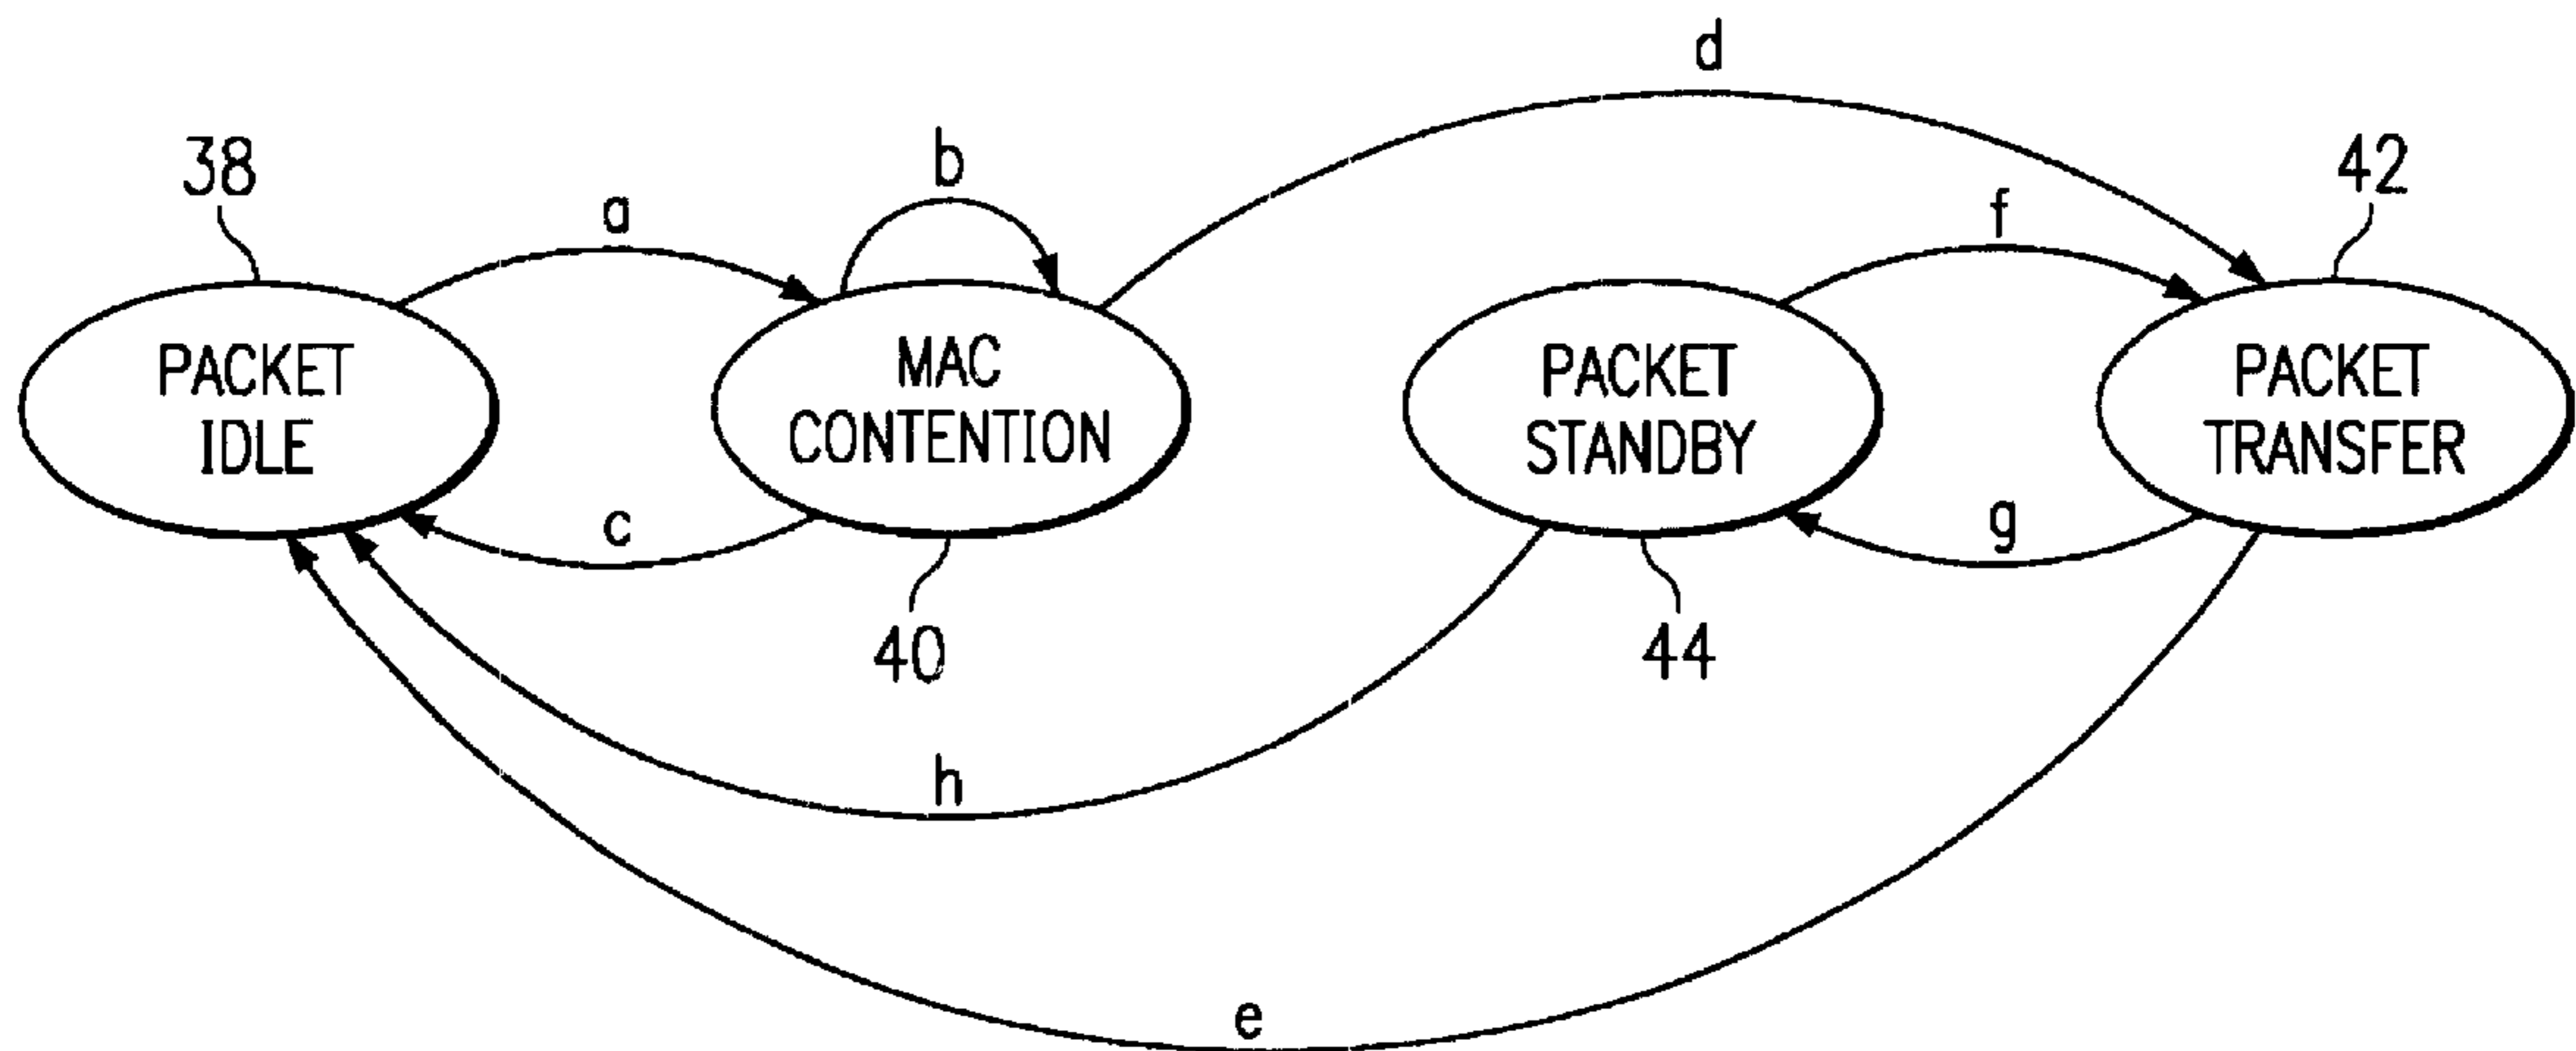 d
38
b
42
a
f
PACKET
IDLE
MAC
CONTENTION
PACKET
STANDBY
PACKET
TRANSFER
c
g
40
44
h
e